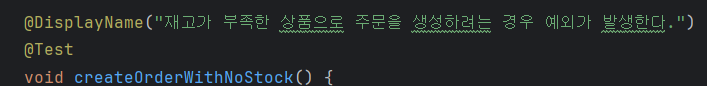 @DisplayName("재고가 부족한 상품으로 주문을 생성하려는 경우 예외가 발생한다.")
@Test
void createOrderWithNoStock() {